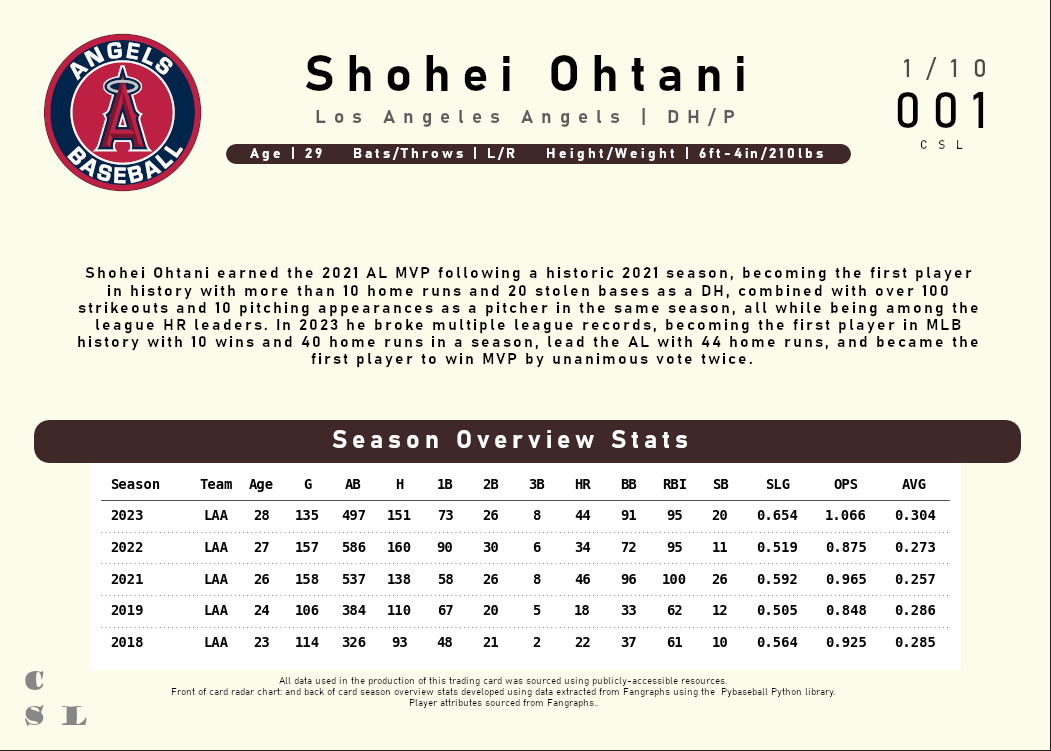 ANGELS
A
BASEBALL
Shohei Ohtani
Los Angeles Angels | DH/P
Age | 29 Bats/Throws | L/R Height/Weight | 6ft-4in/210lbs
1/10
001
CSL
Shohei Ohtani earned the 2021 AL MVP following a historic 2021 season, becoming the first player
in history with more than 10 home runs and 20 stolen bases as a DH, combined with over 100
strikeouts and 10 pitching appearances as a pitcher in the same season, all while being among the
league HR leaders. In 2023 he broke multiple league records, becoming the first player in MLB
history with 10 wins and 40 home runs in a season, lead the AL with 44 home runs, and became the
first player to win MVP by unanimous vote twice.
Season Overview Stats
Season Team Age G AB H 1B 2B 3B HR BB RBI SB SLG OPS AVG
2023 LAA 28 135 497 151 73 26 8 44 91 95 20 0.654 1.066 0.304
2022 LAA 27 157 586 160 90 30 6 34 72 95 11 0.519 0.875 0.273
2021 LAA 26 158 537 138 58 26 8 46 96 100 26 0.592 0.965 0.257
2019 LAA 24 106 384 110 67 20 5 18 33 62 12 0.505 0.848 0.286
2018 LAA 23 114 326 93 48 21 2 22 37 61 10 0.564 0.925 0.285
All data used in the production of this trading card was sourced using publicly-accessible resources.
Front of card radar chart: and back of card season overview stats developed using data extracted from Fangraphs using the Pybaseball Python library.
Player attributes sourced from Fangraphs..
C
S L